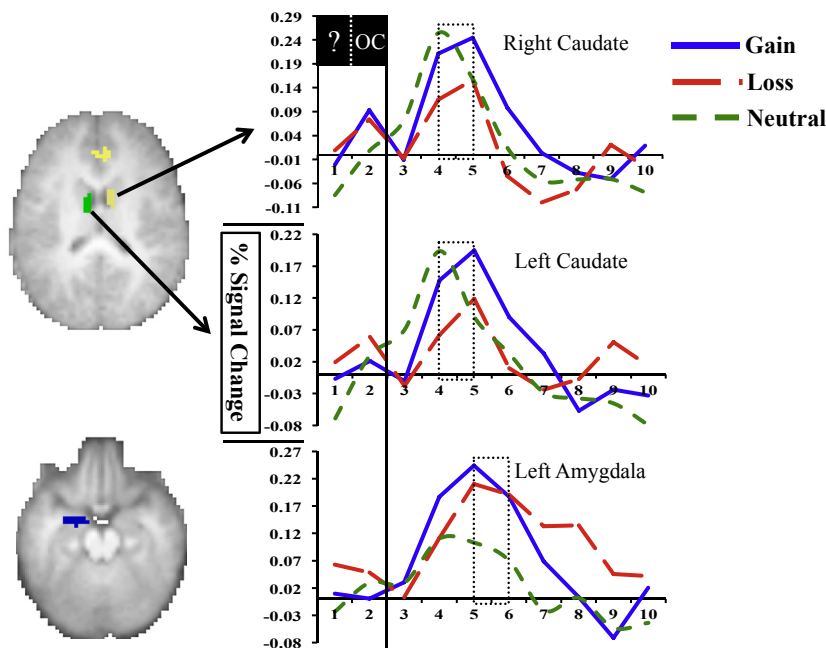 0.29
0.24
0.19
0.14
0.09
0.04
-0.01
-0.06
-0.11
? OC
Right Caudate
1 2 3 4 5 6 7 8 9 10
Gain
Loss
Neutral
% Signal Change
0.22
0.17
0.12
0.07
0.02
-0.03
-0.08
Left Caudate
1 2 3 4 5 6 7 8 9 10
0.27
0.22
0.17
0.12
0.07
0.02
-0.03
-0.08
Left Amygdala
1 2 3 4 5 6 7 8 9 10